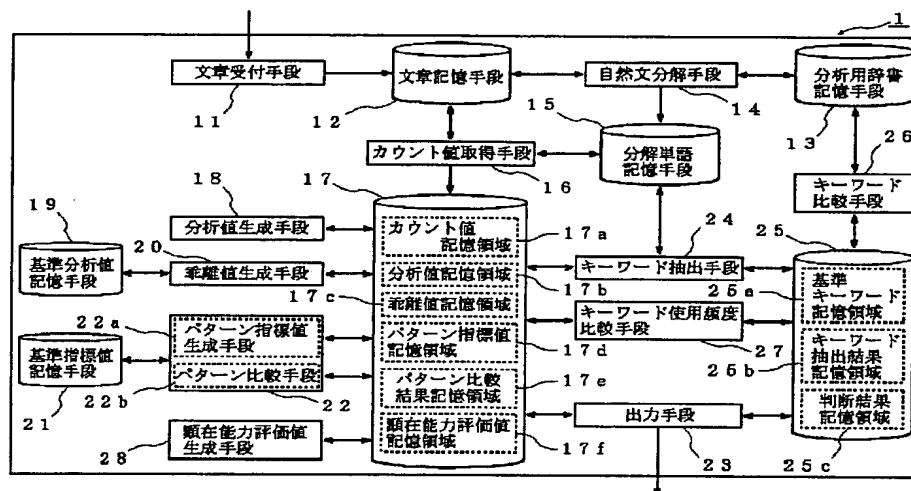 1
文章受付手段
11
文章記憶手段
12
自然文分解手段
14
分析用辞書
記憶手段
13
15
カウント値取得手段
16
分解単語
記憶手段
26
キーワード
比較手段
17
18
分析値生成手段
19
基準分析値
記憶手段
20
乖離値生成手段
カウント値
記憶領域
17a
分析値記憶領域
17b
乖離値記憶領域
17c
パターン指標値
記憶領域
17d
パターン比較
結果記憶領域
17e
顕在能力評価値
記憶領域
17f
24
キーワード抽出手段
キーワード使用頻度
比較手段
27
25
基準
キーワード
記憶領域
25a
キーワード
抽出結果
記憶領域
25b
判断結果
記憶領域
25c
22a
パターン指標値
生成手段
パターン比較手段
22b
22
基準指標値
記憶手段
21
顕在能力評価値
生成手段
28
出力手段
23